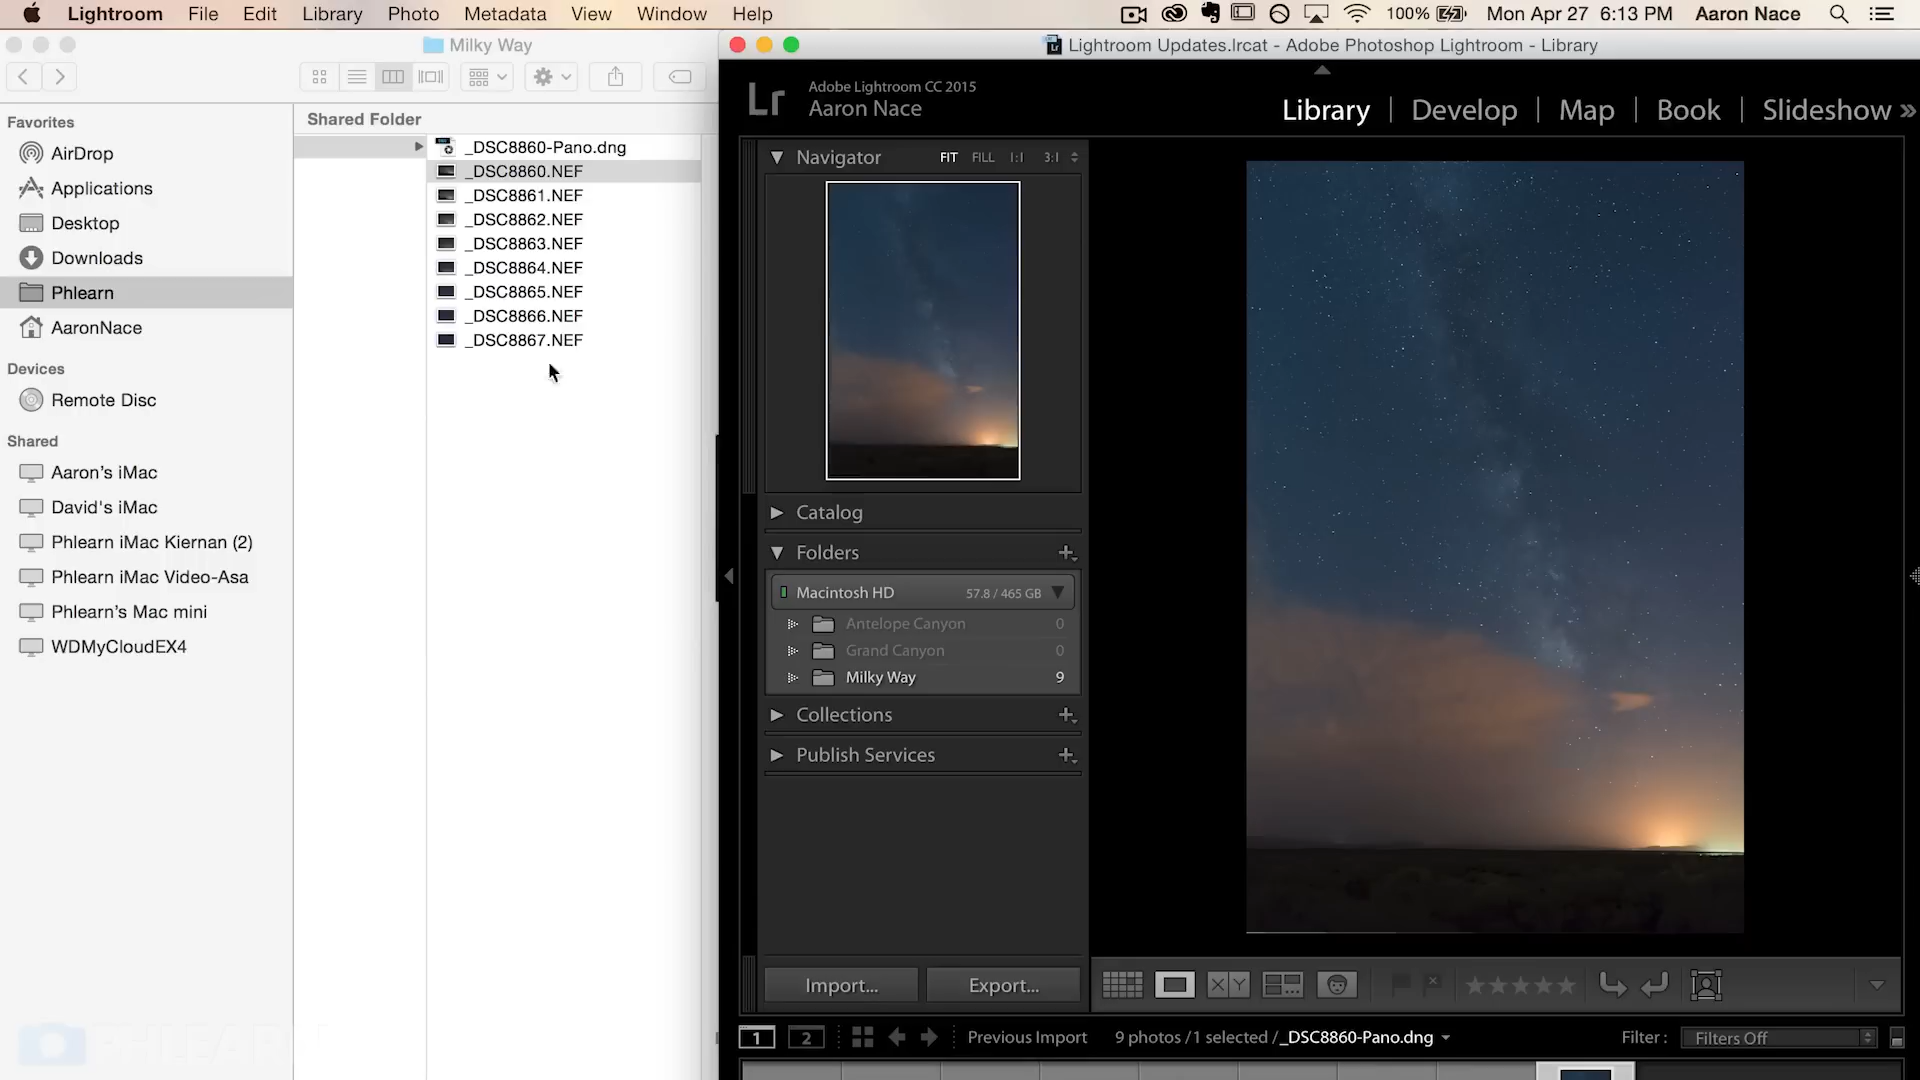 Lightroom File Edit Library Photo Metadata View Window Help 100% Mon Apr 27 6:13 PM Aaron Nace
Milky Way
Lightroom Updates.lrcat - Adobe Photoshop Lightroom - Library
Lr Adobe Lightroom CC 2015
Aaron Nace
Library | Develop | Map | Book | Slideshow »
Favorites
AirDrop
Applications
Desktop
Downloads
Phlearn
AaronNace
Devices
Remote Disc
Shared
Aaron's iMac
David's iMac
Phlearn iMac Kiernan (2)
Phlearn iMac Video-Asa
Phlearn's Mac mini
WDMyCloudEX4
Shared Folder
_DSC8860-Pano.dng
_DSC8860.NEF
_DSC8861.NEF
_DSC8862.NEF
_DSC8863.NEF
_DSC8864.NEF
_DSC8865.NEF
_DSC8866.NEF
_DSC8867.NEF
Navigator FIT FILL 1:1 3:1
Catalog
Folders
Macintosh HD 57.8 / 465 GB
Antelope Canyon 0
Grand Canyon 0
Milky Way 9
Collections
Publish Services
Import... Export...
X Y
1 2 Previous Import 9 photos /1 selected /_DSC8860-Pano.dng Filter : Filters Off